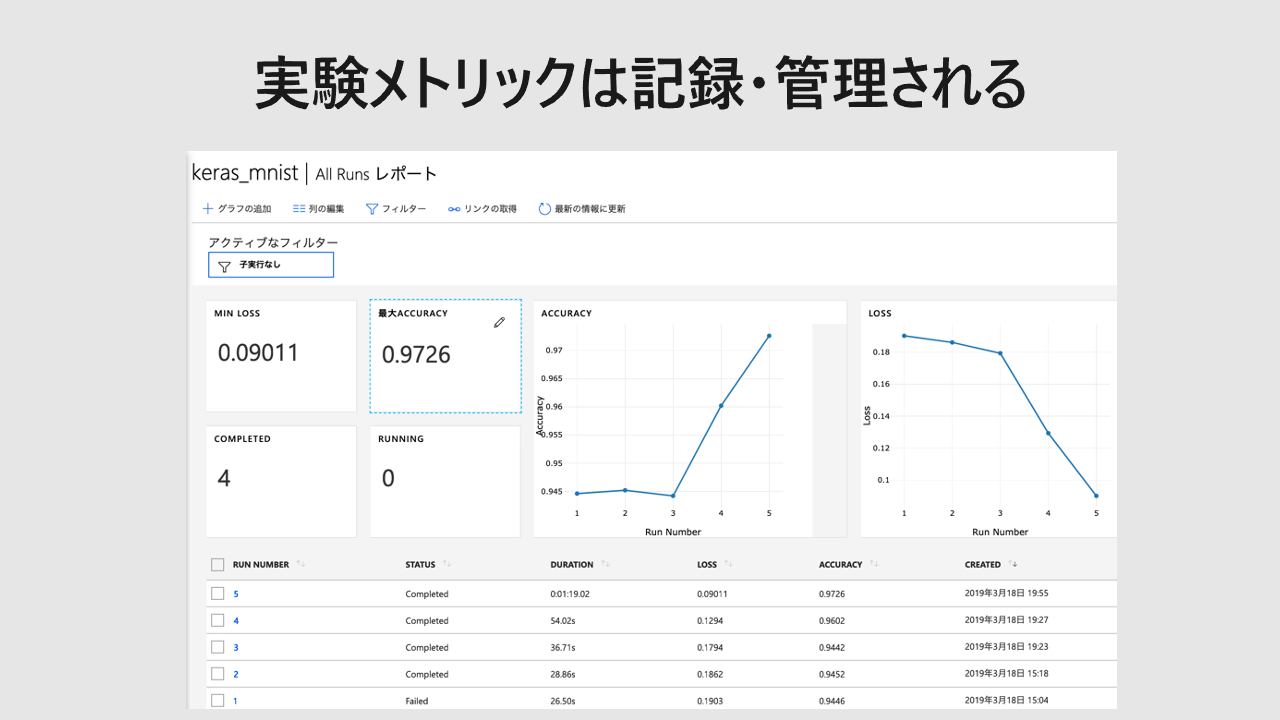 実験メトリックは記録・管理される
keras_mnist | All Runs レポート
グラフの追加 列の編集 フィルター リンクの取得 最新の情報に更新
アクティブなフィルター
子実行なし
MIN LOSS
0.09011
最大ACCURACY
0.9726
COMPLETED
4
RUNNING
0
ACCURACY
0.97
0.965
0.96
0.955
0.95
0.945
Accuracy
1 2 3 4 5
Run Number
LOSS
0.18
0.16
0.14
0.12
0.1
Loss
1 2 3 4 5
Run Number
RUN NUMBER STATUS DURATION LOSS ACCURACY CREATED
5 Completed 0:01:19.02 0.09011 0.9726 2019年3月18日 19:55
4 Completed 54.02s 0.1294 0.9602 2019年3月18日 19:27
3 Completed 36.71s 0.1794 0.9442 2019年3月18日 19:23
2 Completed 28.86s 0.1862 0.9452 2019年3月18日 15:18
1 Failed 26.50s 0.1903 0.9446 2019年3月18日 15:04